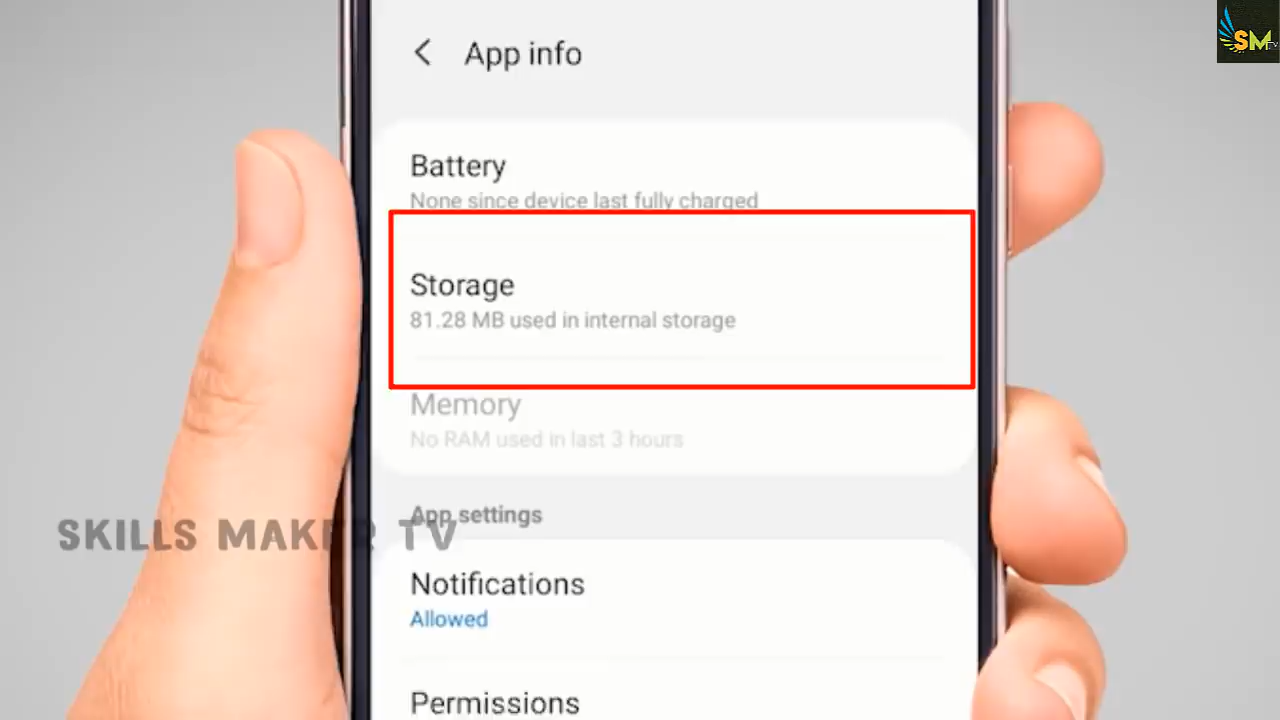 SM TV
App info
Battery
None since device last fully charged
Storage
81.28 MB used in internal storage
Memory
No RAM used in last 3 hours
App settings
SKILLS MAKER TV
Notifications
Allowed
Permissions